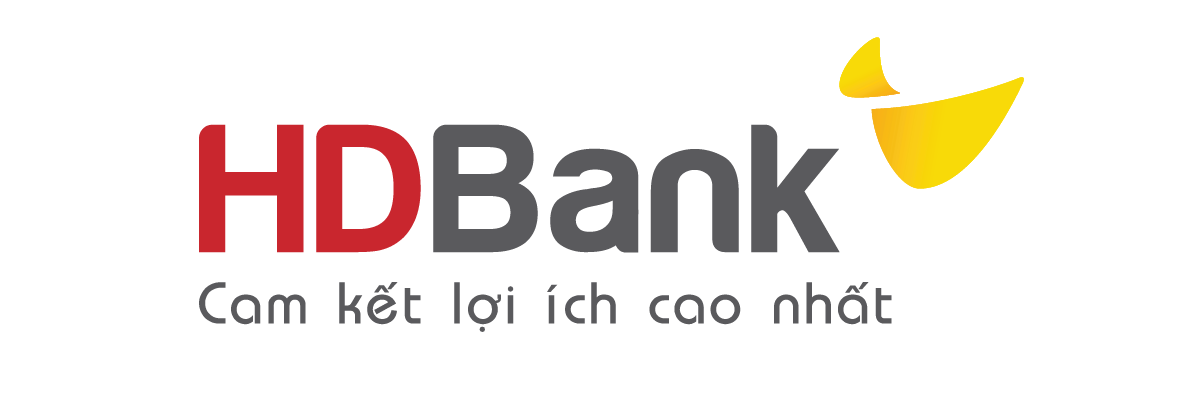 HDBank
Cam kết lợi ích cao nhất